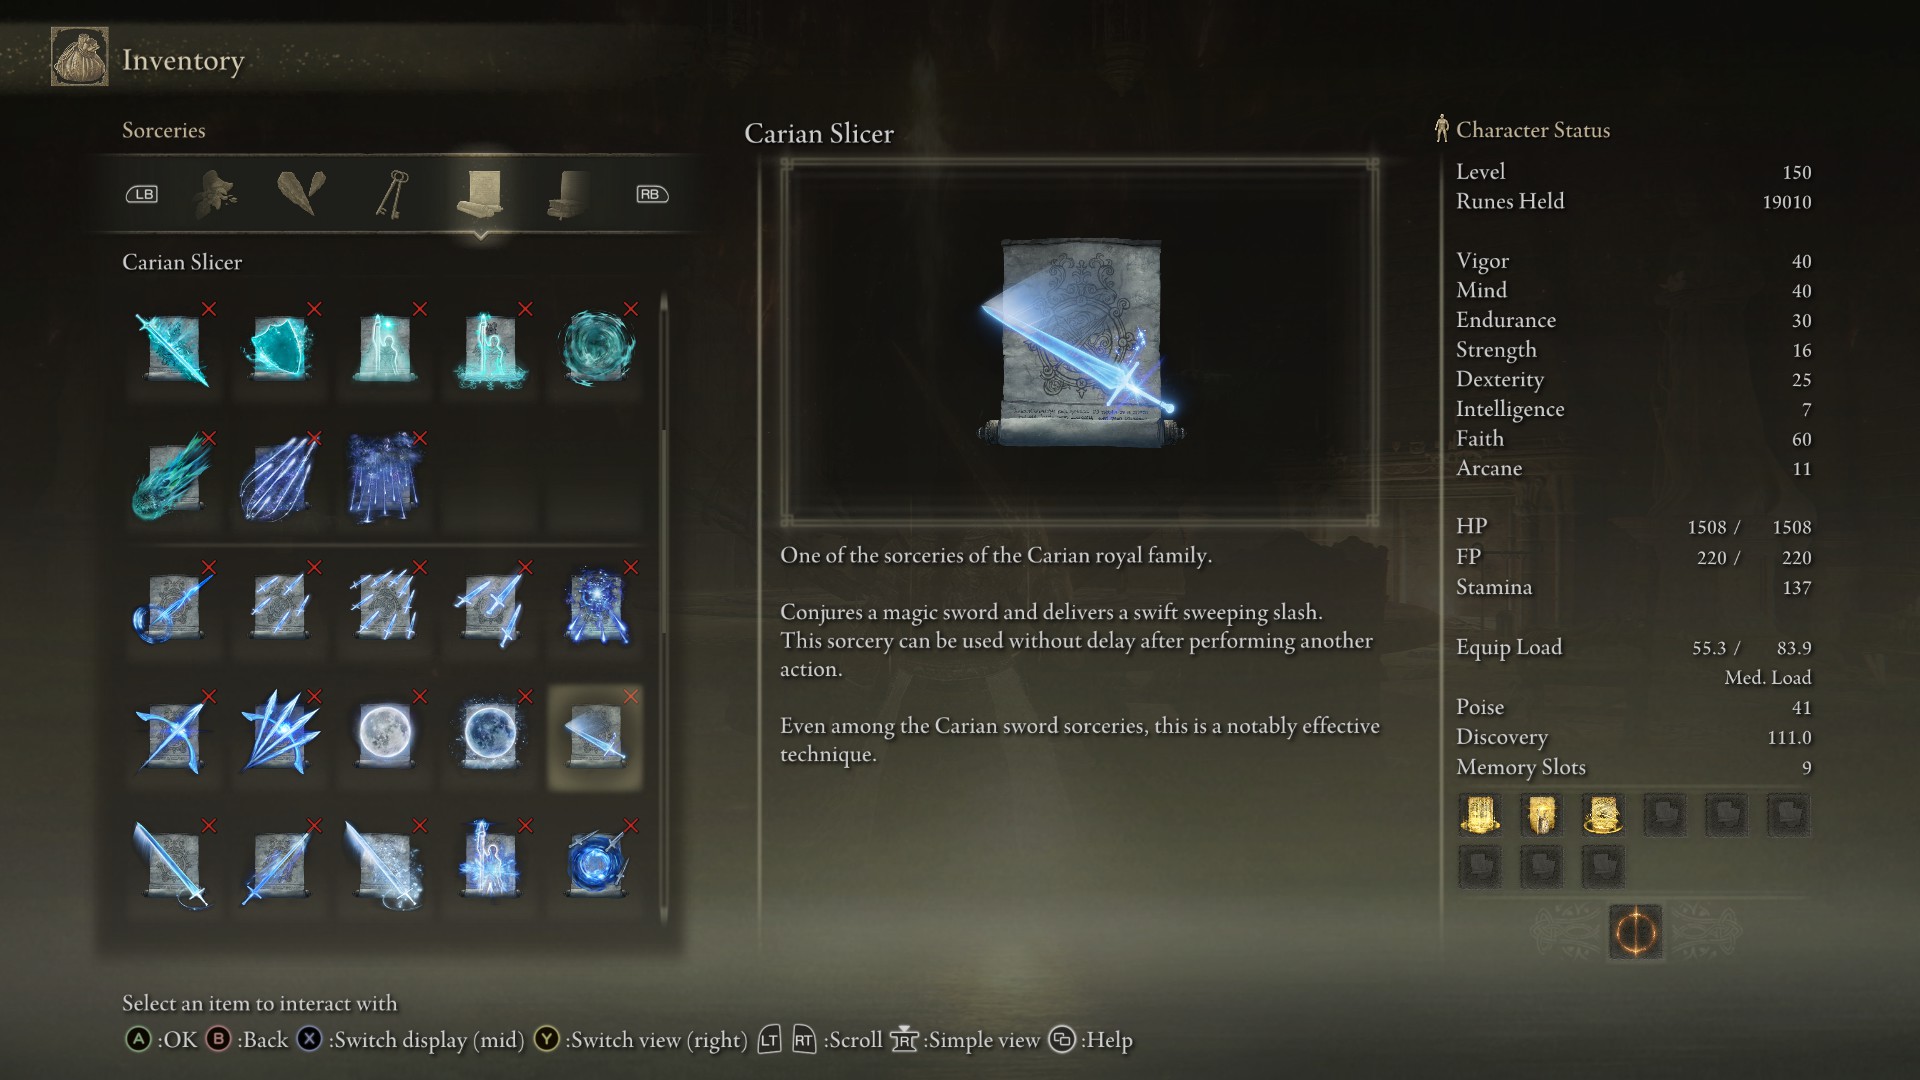 Inventory
Sorceries
LB
RB
Carian Slicer
Carian Slicer
One of the sorceries of the Carian royal family.
Conjures a magic sword and delivers a swift sweeping slash.
This sorcery can be used without delay after performing another
action.
Even among the Carian sword sorceries, this is a notably effective
technique.
Character Status
Level 150
Runes Held 19010
Vigor 40
Mind 40
Endurance 30
Strength 16
Dexterity 25
Intelligence 7
Faith 60
Arcane 11
HP 1508 / 1508
FP 220 / 220
Stamina 137
Equip Load 55.3 / 83.9
Med. Load
Poise 41
Discovery 111.0
Memory Slots 9
Select an item to interact with
A :OK B :Back X :Switch display (mid) Y :Switch view (right) LT RT :Scroll R :Simple view :Help